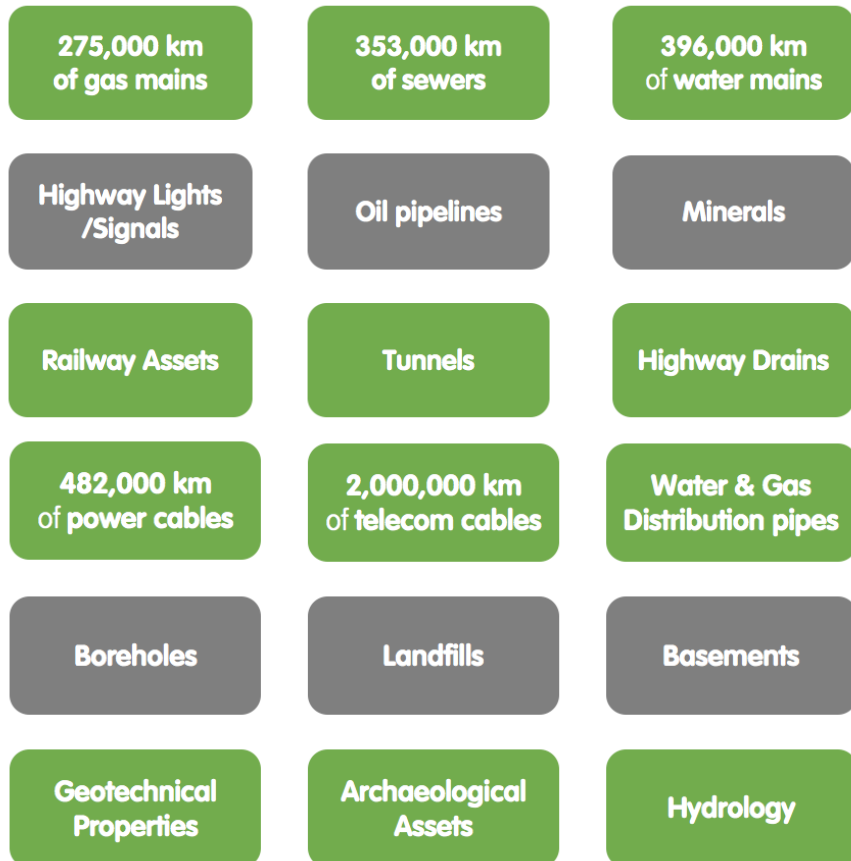 275,000 km
of gas mains
353,000 km
of sewers
396,000 km
of water mains
Highway Lights
/Signals
Oil pipelines
Minerals
Railway Assets
Tunnels
Highway Drains
482,000 km
of power cables
2,000,000 km
of telecom cables
Water & Gas
Distribution pipes
Boreholes
Landfills
Basements
Geotechnical
Properties
Archaeological
Assets
Hydrology